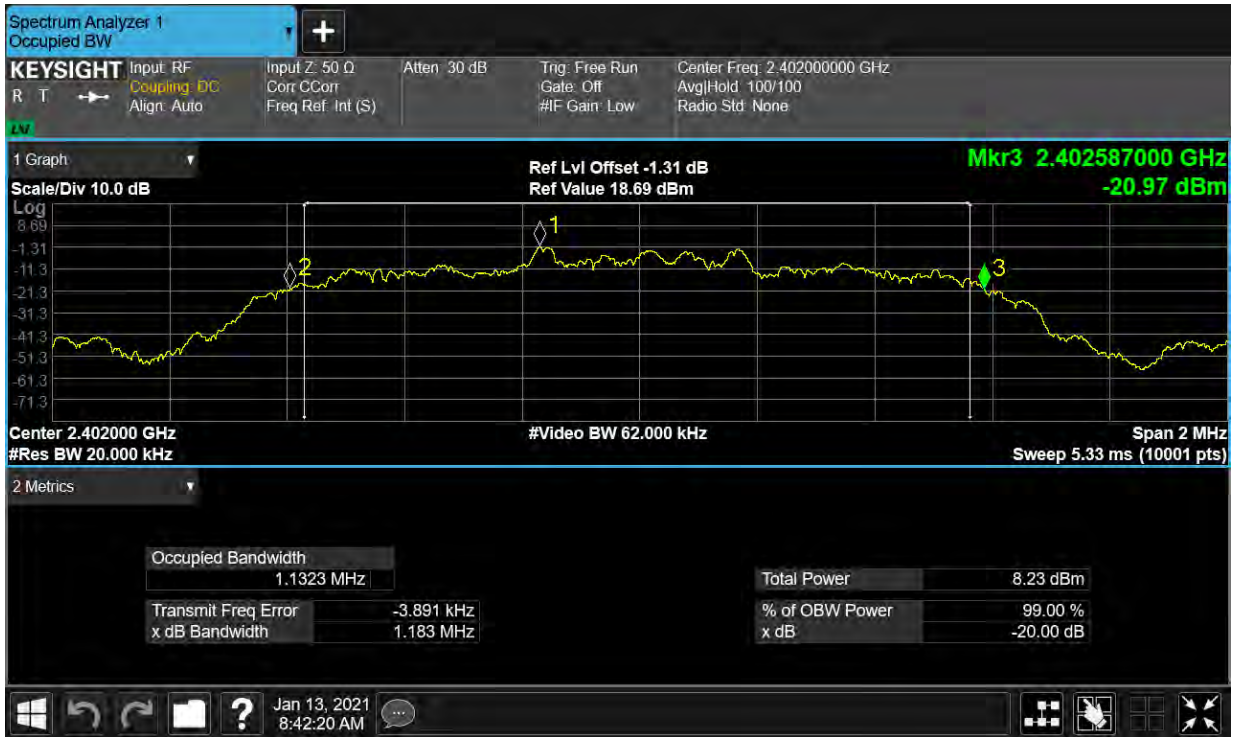 Spectrum Analyzer 1
Occupied BW
KEYSIGHT
R T
LXI
Input: RF
Coupling: DC
Align: Auto
Input Z: 50 Ω
Corr CCorr
Freq Ref: Int (S)
Atten: 30 dB
Trig: Free Run
Gate: Off
#IF Gain: Low
Center Freq: 2.402000000 GHz
Avg|Hold: 100/100
Radio Std: None
1 Graph
Scale/Div 10.0 dB
Ref Lvl Offset -1.31 dB
Ref Value 18.69 dBm
Mkr3 2.402587000 GHz
-20.97 dBm
Log
8.69
-1.31
-11.3
-21.3
-31.3
-41.3
-51.3
-61.3
-71.3
1
2
3
Center 2.402000 GHz
#Video BW 62.000 kHz
Span 2 MHz
#Res BW 20.000 kHz
Sweep 5.33 ms (10001 pts)
2 Metrics
Occupied Bandwidth
1.1323 MHz
Transmit Freq Error -3.891 kHz
x dB Bandwidth 1.183 MHz
Total Power 8.23 dBm
% of OBW Power 99.00 %
x dB -20.00 dB
?
Jan 13, 2021
8:42:20 AM